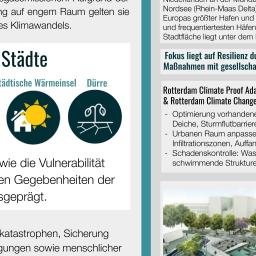 ng auf engem Raum gelten sie
es Klimawandels.
Städte
städtische Wärmeinsel
Dürre
wie die Vulnerabilität
en Gegebenheiten der
sgeprägt.
katastrophen, Sicherung
gungen sowie menschlicher
Nordsee (Rhein-Maas Delta)
Europas größter Hafen und
und frequentiertesten Häfen
Stadtfläche liegt unter dem
Fokus liegt auf Resilienz du
Maßnahmen mit gesellscha
Rotterdam Climate Proof Ada
& Rotterdam Climate Change
- Optimierung vorhandene
Deiche, Sturmflutbarriere
- Urbanen Raum anpasse
Infiltrationszonen, Auffan
- Schadenskontrolle: Was
schwimmende Strukture